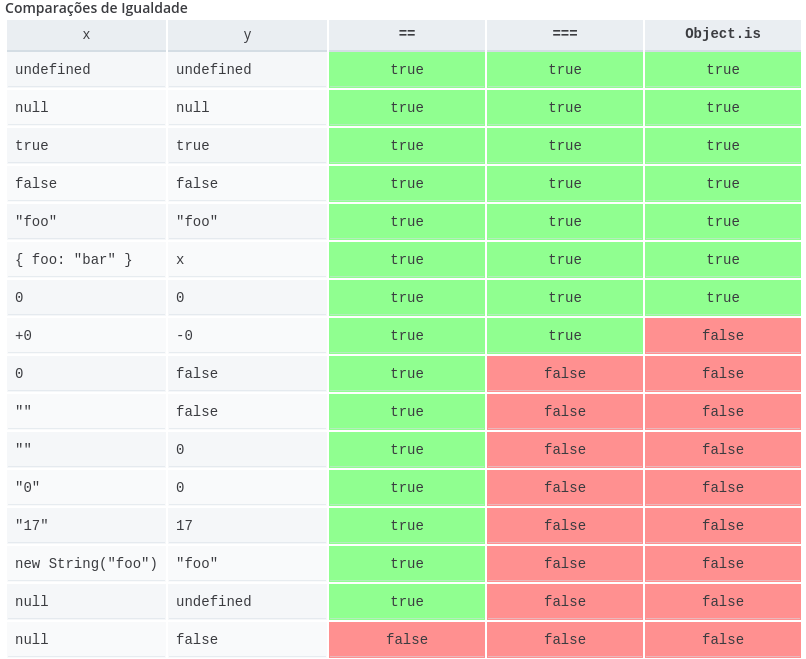 Comparações de Igualdade
x y == === Object.is
undefined undefined true true true
null null true true true
true true true true true
false false true true true
"foo" "foo" true true true
{ foo: "bar" } x true true true
0 0 true true true
+0 -0 true true false
0 false true false false
"" false true false false
"" 0 true false false
"0" 0 true false false
"17" 17 true false false
new String("foo") "foo" true false false
null undefined true false false
null false false false false